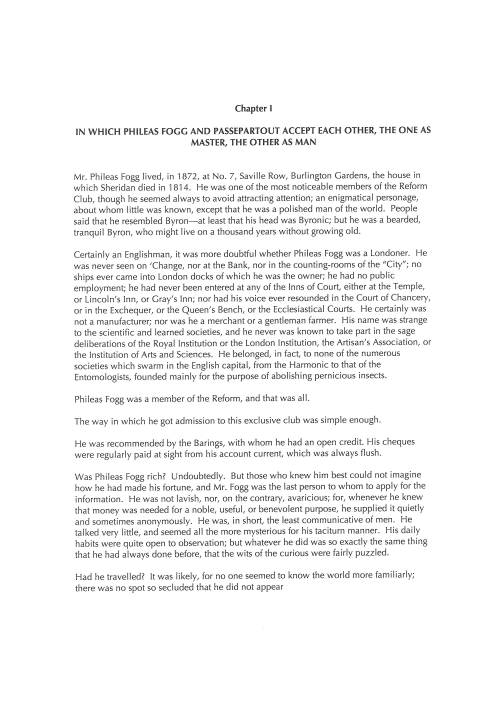 Chapter I
IN WHICH PHILEAS FOGG AND PASSEPARTOUT ACCEPT EACH OTHER, THE ONE AS
MASTER, THE OTHER AS MAN
Mr. Phileas Fogg lived, in 1872, at No. 7, Saville Row, Burlington Gardens, the house in
which Sheridan died in 1814.  He was one of the most noticeable members of the Reform
Club, though he seemed always to avoid attracting attention; an enigmatical personage,
about whom little was known, except that he was a polished man of the world.  People
said that he resembled Byron—at least that his head was Byronic; but he was a bearded,
tranquil Byron, who might live on a thousand years without growing old.
Certainly an Englishman, it was more doubtful whether Phileas Fogg was a Londoner.  He
was never seen on 'Change, nor at the Bank, nor in the counting-rooms of the "City"; no
ships ever came into London docks of which he was the owner; he had no public
employment; he had never been entered at any of the Inns of Court, either at the Temple,
or Lincoln's Inn, or Gray's Inn; nor had his voice ever resounded in the Court of Chancery,
or in the Exchequer, or the Queen's Bench, or the Ecclesiastical Courts.  He certainly was
not a manufacturer; nor was he a merchant or a gentleman farmer.  His name was strange
to the scientific and learned societies, and he never was known to take part in the sage
deliberations of the Royal Institution or the London Institution, the Artisan's Association, or
the Institution of Arts and Sciences.  He belonged, in fact, to none of the numerous
societies which swarm in the English capital, from the Harmonic to that of the
Entomologists, founded mainly for the purpose of abolishing pernicious insects.
Phileas Fogg was a member of the Reform, and that was all.
The way in which he got admission to this exclusive club was simple enough.
He was recommended by the Barings, with whom he had an open credit. His cheques
were regularly paid at sight from his account current, which was always flush.
Was Phileas Fogg rich?  Undoubtedly.  But those who knew him best could not imagine
how he had made his fortune, and Mr. Fogg was the last person to whom to apply for the
information.  He was not lavish, nor, on the contrary, avaricious; for, whenever he knew
that money was needed for a noble, useful, or benevolent purpose, he supplied it quietly
and sometimes anonymously.  He was, in short, the least communicative of men.  He
talked very little, and seemed all the more mysterious for his taciturn manner.  His daily
habits were quite open to observation; but whatever he did was so exactly the same thing
that he had always done before, that the wits of the curious were fairly puzzled.
Had he travelled?  It was likely, for no one seemed to know the world more familiarly;
there was no spot so secluded that he did not appear